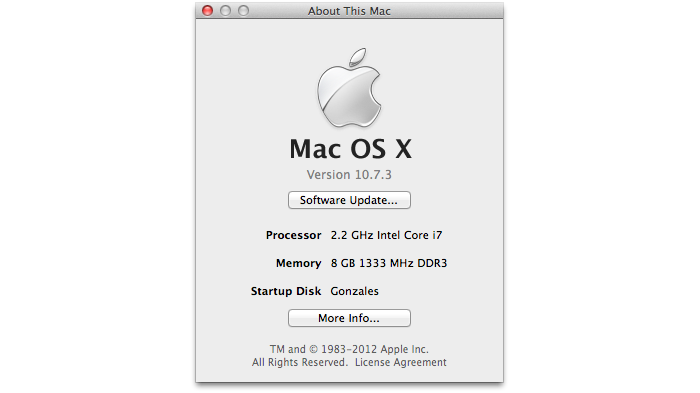 About This Mac
Mac OS X
Version 10.7.3
Software Update...
Processor 2.2 GHz Intel Core i7
Memory 8 GB 1333 MHz DDR3
Startup Disk Gonzales
More Info...
TM and © 1983-2012 Apple Inc.
All Rights Reserved. License Agreement